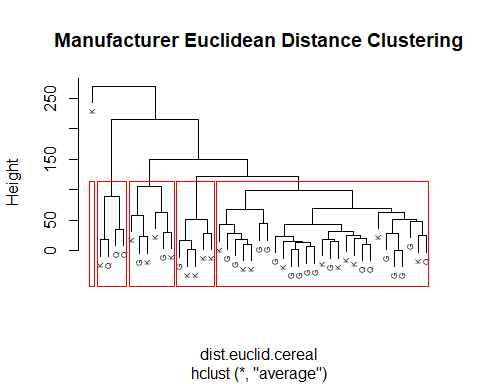 Manufacturer Euclidean Distance Clustering
Height
250
150
50
0
K
K
Q
Q
Q
K
G
K
K
G
K
G
K
K
K
K
K
G
G
K
K
G
G
G
K
G
G
G
G
K
G
K
K
Q
Q
K
G
G
G
K
Q
dist.euclid.cereal
hclust (*, "average")